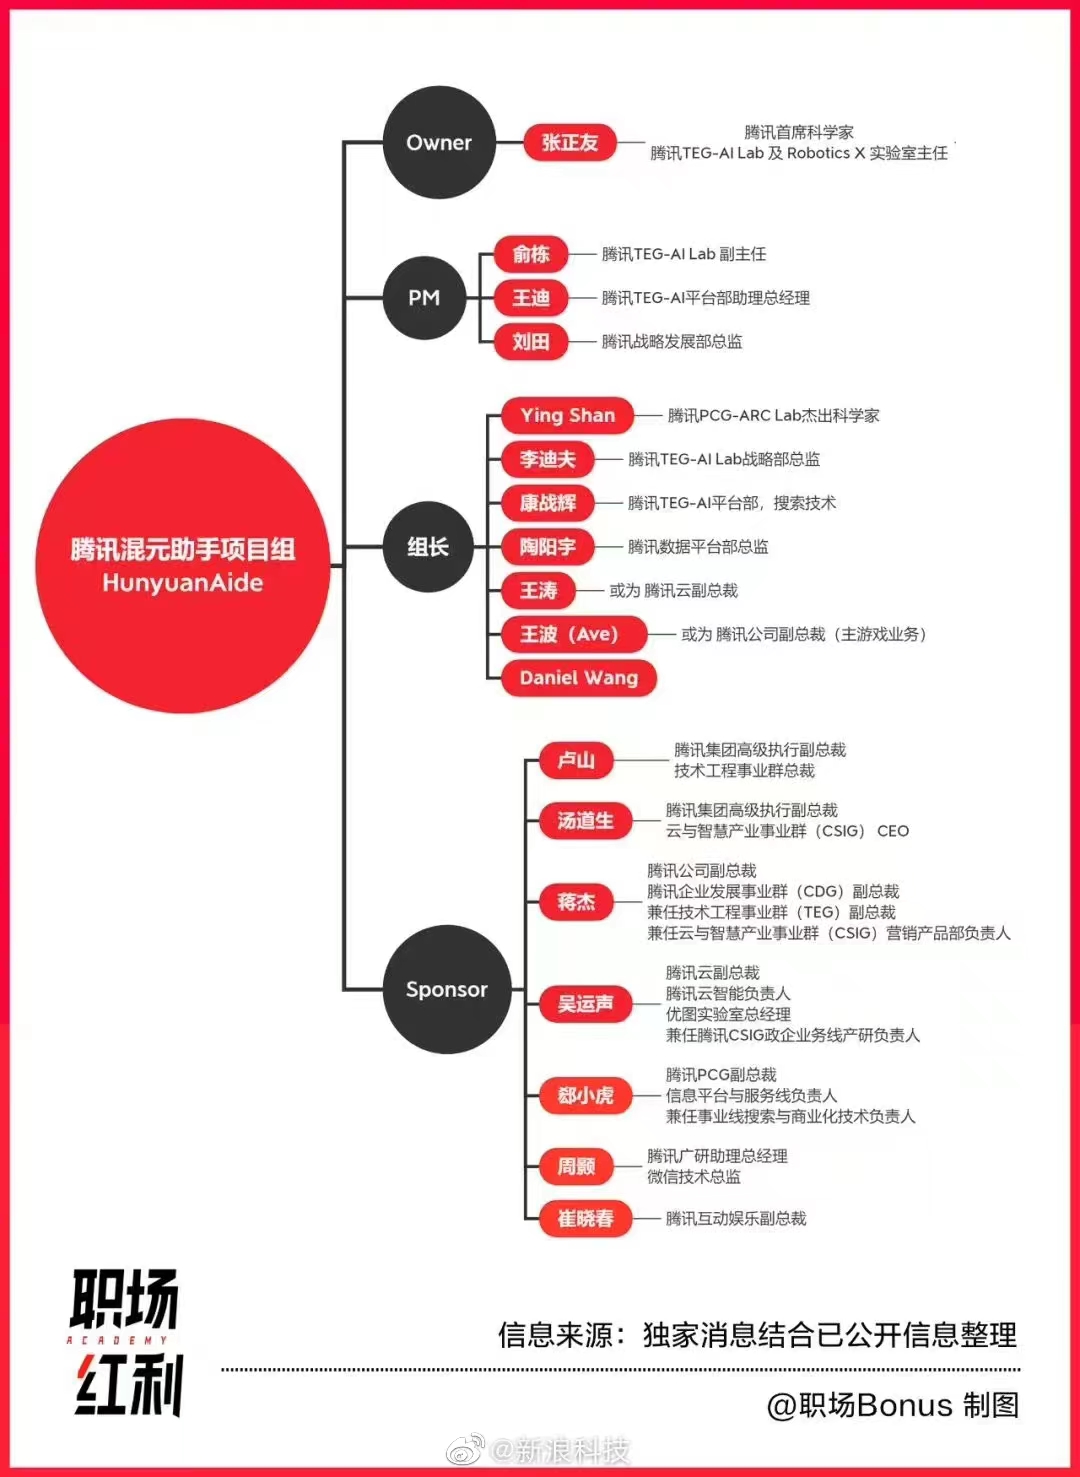 Owner
张正友
腾讯首席科学家
腾讯TEG-AI Lab 及 Robotics X 实验室主任
PM
俞栋
腾讯TEG-AI Lab 副主任
王迪
腾讯TEG-AI平台部助理总经理
刘田
腾讯战略发展部总监
腾讯混元助手项目组
HunyuanAide
组长
Ying Shan
腾讯PCG-ARC Lab杰出科学家
李迪夫
腾讯TEG-AI Lab战略部总监
康战辉
腾讯TEG-AI平台部，搜索技术
陶阳宇
腾讯数据平台部总监
王涛
或为 腾讯云副总裁
王波（Ave）
或为 腾讯公司副总裁（主游戏业务）
Daniel Wang
Sponsor
卢山
腾讯集团高级执行副总裁
技术工程事业群总裁
汤道生
腾讯集团高级执行副总裁
云与智慧产业事业群（CSIG） CEO
蒋杰
腾讯公司副总裁
腾讯企业发展事业群（CDG）副总裁
兼任技术工程事业群（TEG）副总裁
兼任云与智慧产业事业群（CSIG）营销产品部负责人
吴运声
腾讯云副总裁
腾讯云智能负责人
优图实验室总经理
兼任腾讯CSIG政企业务线产研负责人
郄小虎
腾讯PCG副总裁
信息平台与服务线负责人
兼任事业线搜索与商业化技术负责人
周颢
腾讯广研助理总经理
微信技术总监
崔晓春
腾讯互动娱乐副总裁
职场
ACADEMY
红利
信息来源：独家消息结合已公开信息整理
@职场Bonus 制图
@新浪科技